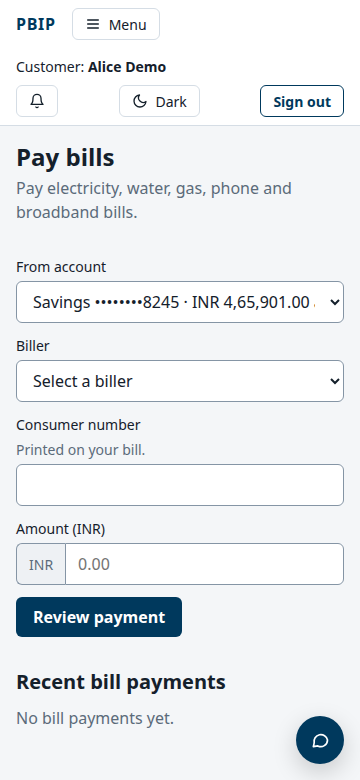 PBIP
Menu
Customer: Alice Demo
Dark
Sign out
Pay bills
Pay electricity, water, gas, phone and
broadband bills.
From account
Savings ••••••••8245 · INR 4,65,901.00
Biller
Select a biller
Consumer number
Printed on your bill.
Amount (INR)
INR
0.00
Review payment
Recent bill payments
No bill payments yet.